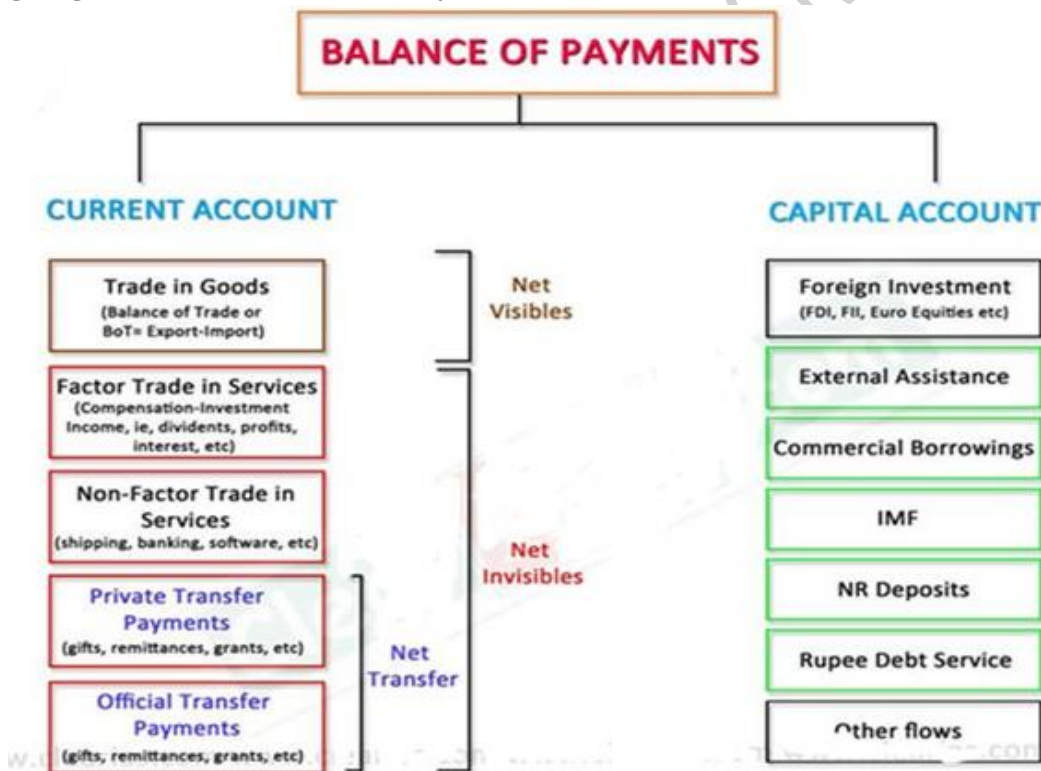 BALANCE OF PAYMENTS
CURRENT ACCOUNT
Trade in Goods
(Balance of Trade or
BoT= Export-Import)
Factor Trade in Services
(Compensation-Investment
Income, ie, dividents, profits,
interest, etc)
Non-Factor Trade in
Services
(shipping, banking, software, etc)
Private Transfer
Payments
(gifts, remittances, grants, etc)
Official Transfer
Payments
(gifts, remittances, grants, etc)
Net
Visibles
Net
Invisibles
Net
Transfer
CAPITAL ACCOUNT
Foreign Investment
(FDI, FII, Euro Equities etc)
External Assistance
Commercial Borrowings
IMF
NR Deposits
Rupee Debt Service
Other flows